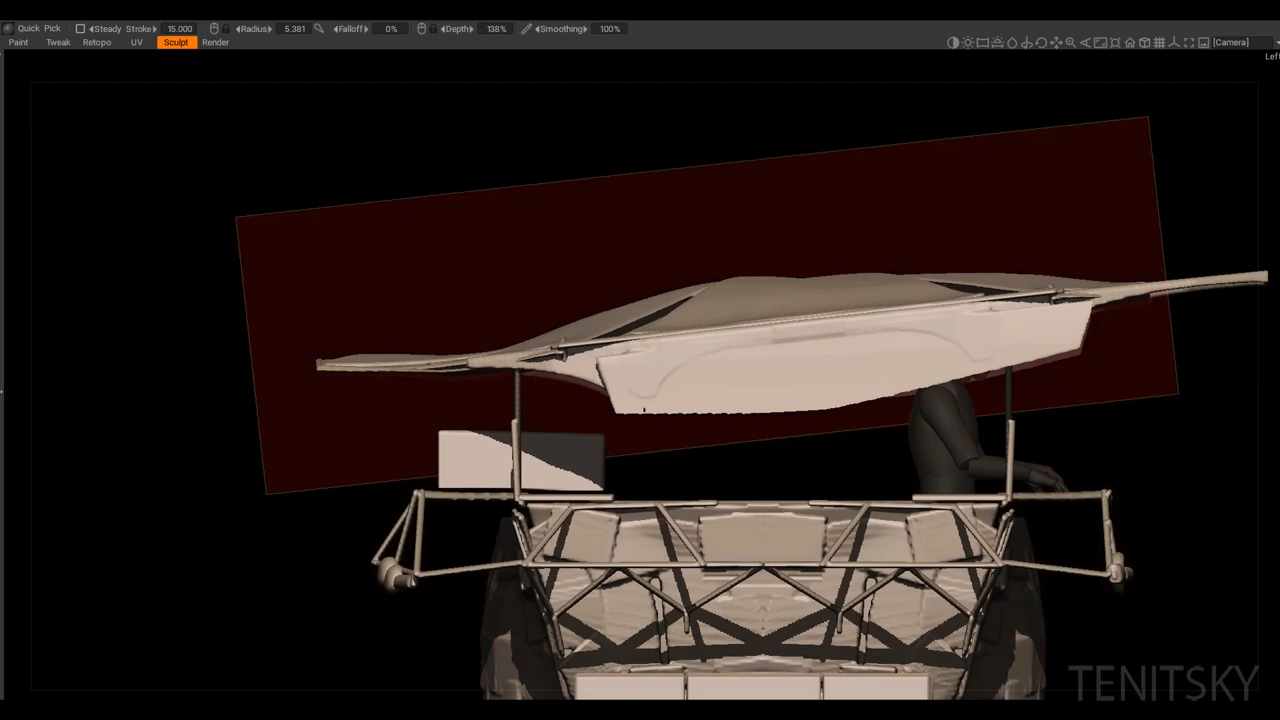 Quick Pick Steady Stroke 15.000 Radius 5.381 Falloff 0% Depth 138% Smoothing 100%
Paint Tweak Retopo UV Sculpt Render [Camera]
Left
TENITSKY